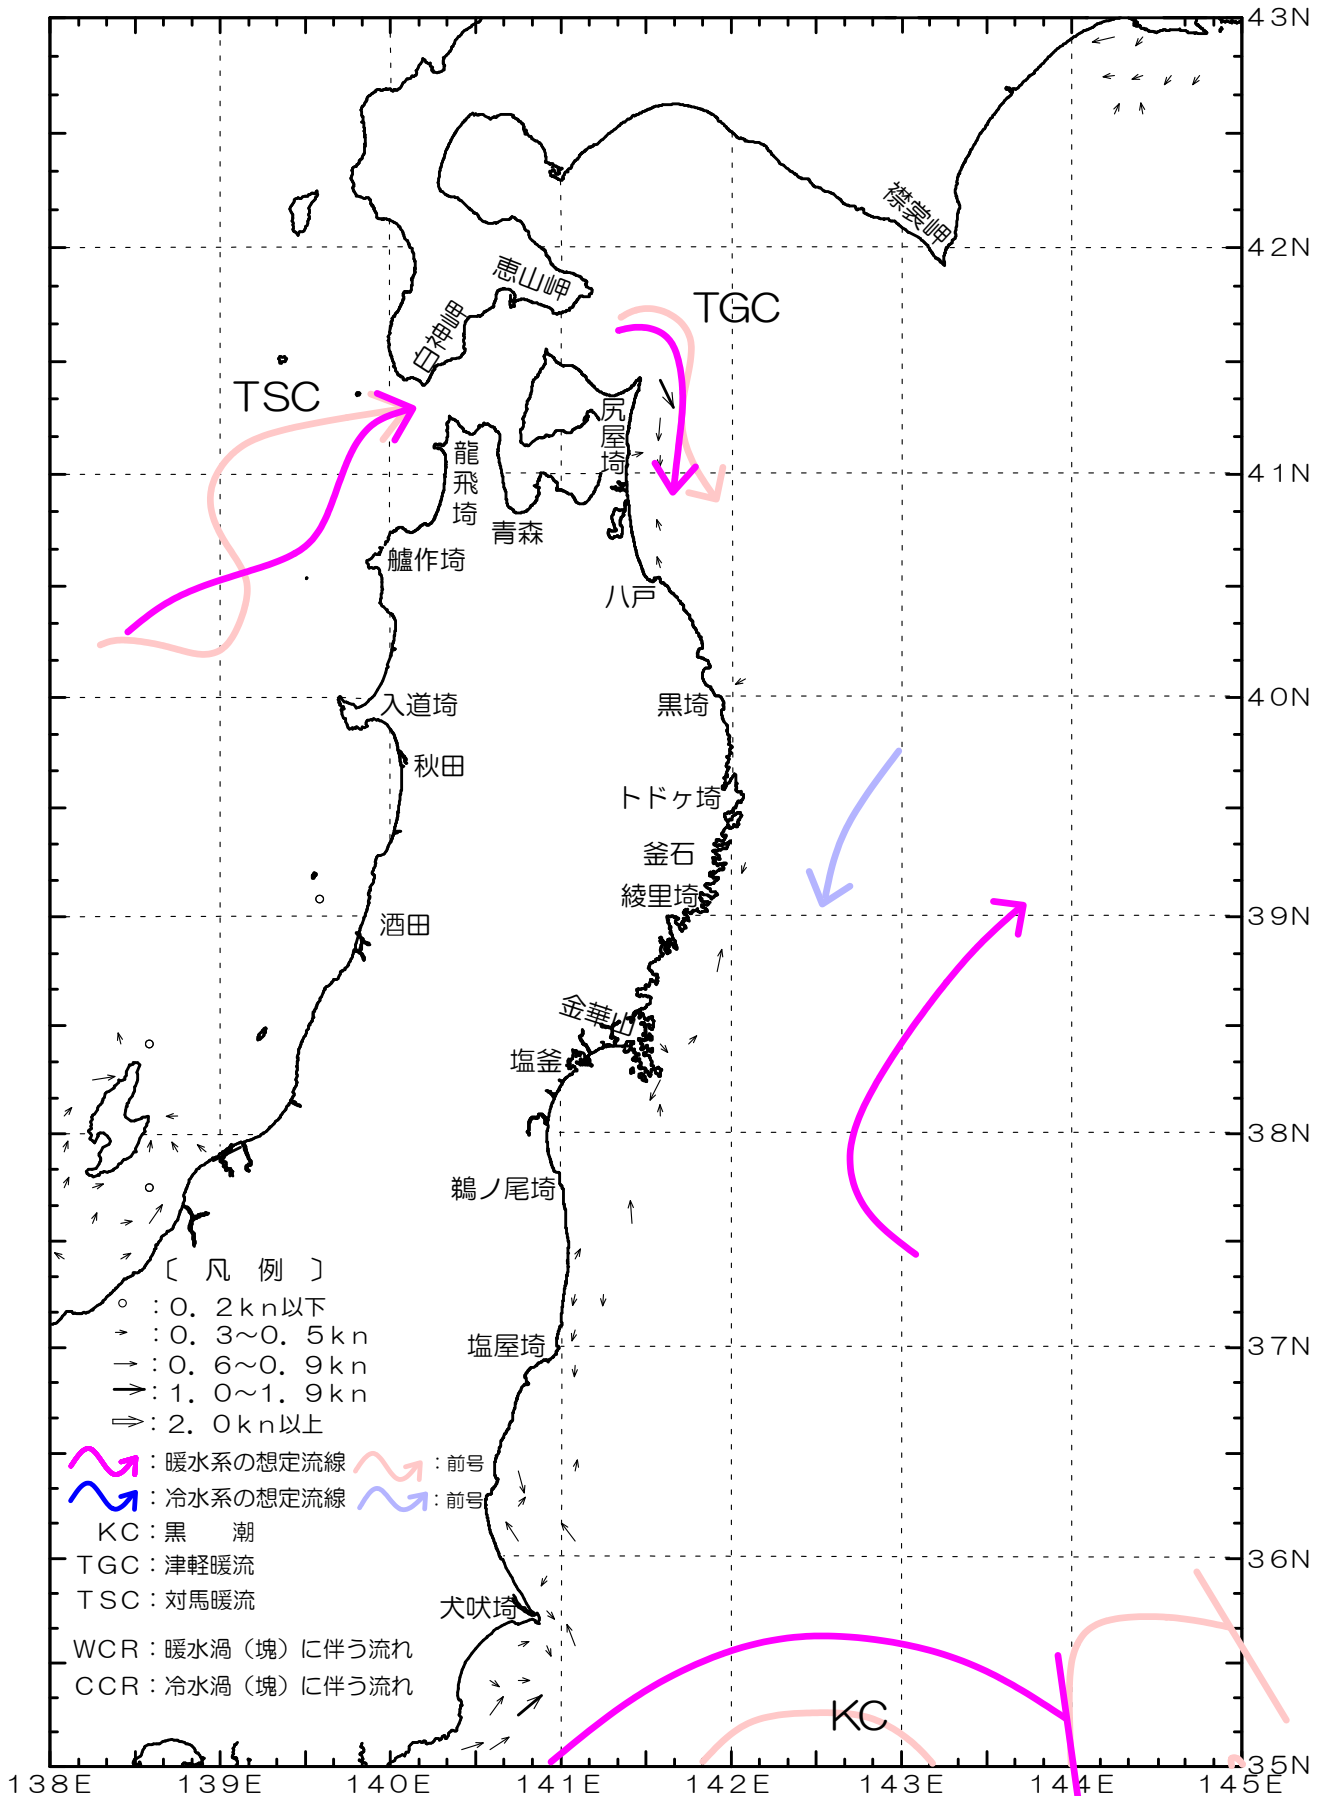 43N
襟裳岬
42N
恵山岬
TGC
白神岬
TSC
尻屋埼
龍飛埼
41N
青森
艫作埼
八戸
入道埼
黒埼
40N
秋田
トドヶ埼
釜石
綾里埼
39N
酒田
金華山
塩釜
38N
鵜ノ尾埼
〔 凡 例 〕
：0．2kn以下
：0．3～0．5kn
塩屋埼
37N
：0．6～0．9kn
：1．0～1．9kn
：2．0kn以上
：暖水系の想定流線 ：前号
：冷水系の想定流線 ：前号
KC：黒 潮
36N
TGC：津軽暖流
TSC：対馬暖流
犬吠埼
WCR：暖水渦（塊）に伴う流れ
CCR：冷水渦（塊）に伴う流れ
KC
35N
138E 139E 140E 141E 142E 143E 144E 145E